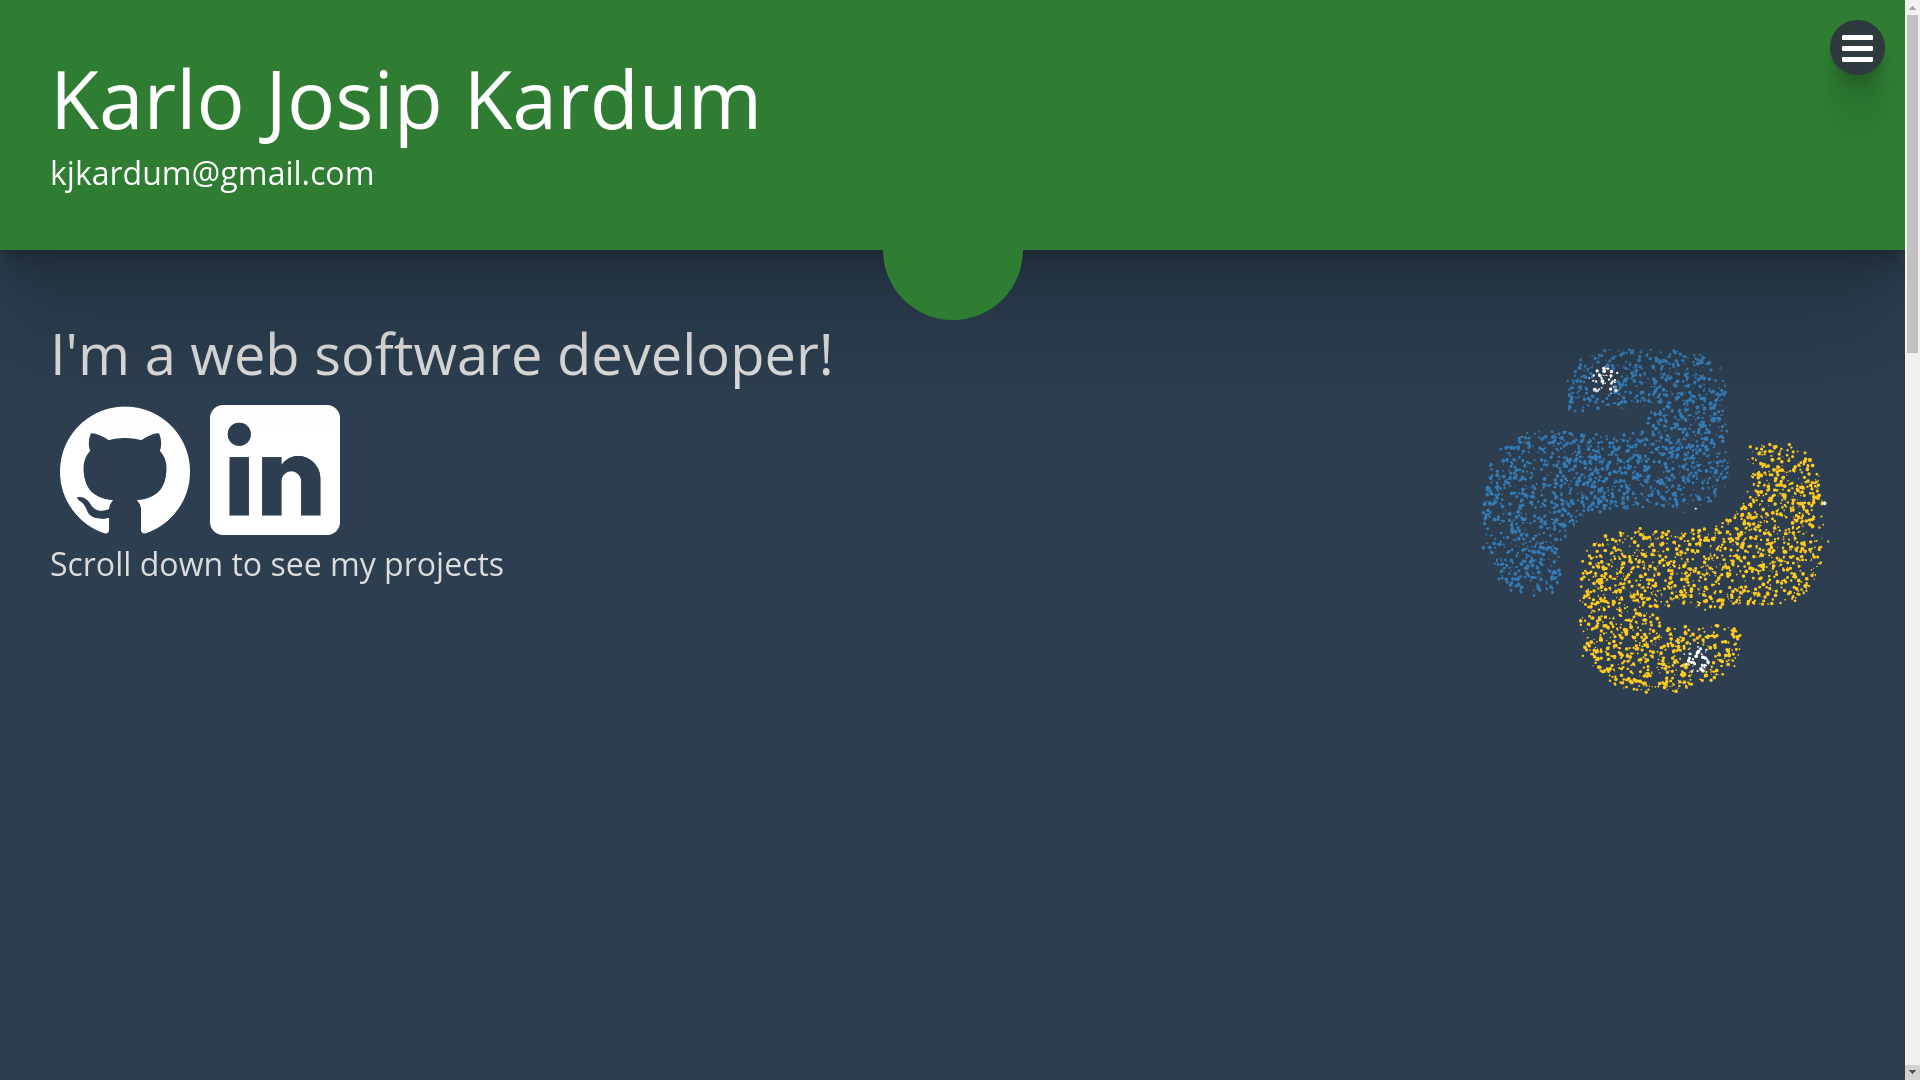 Karlo Josip Kardum
kjkardum@gmail.com
I'm a web software developer!
Scroll down to see my projects